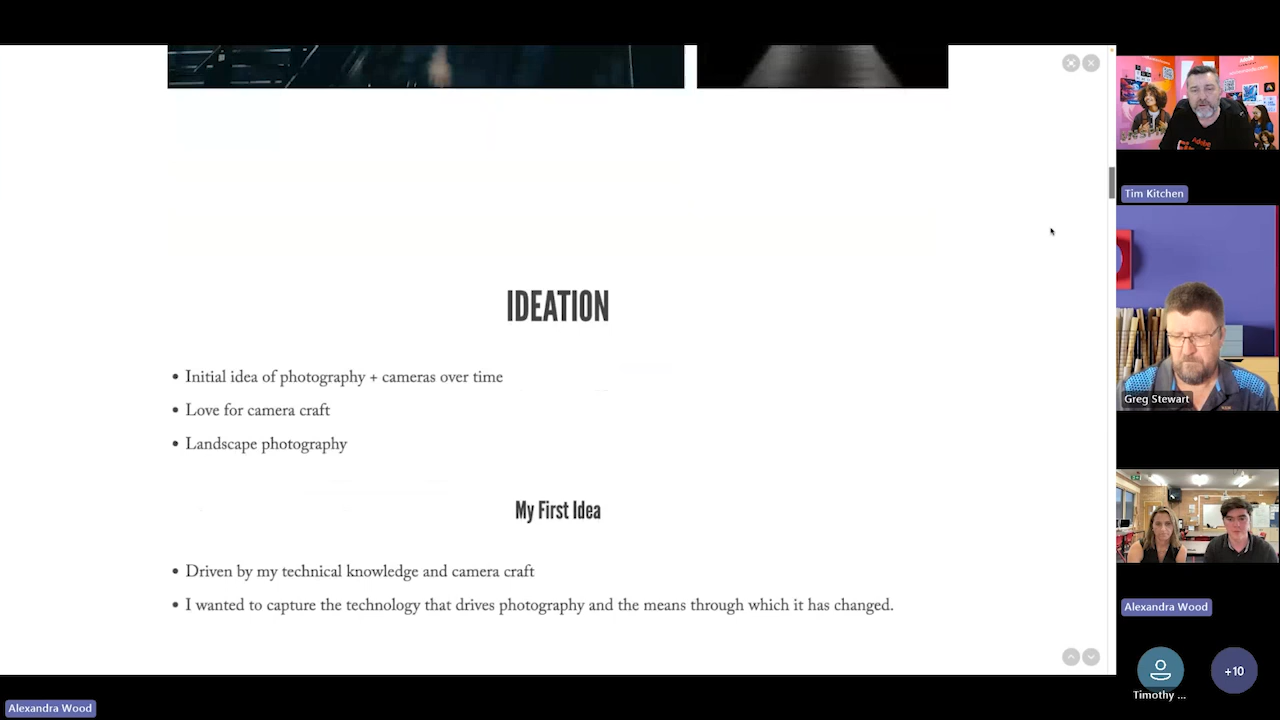 IDEATION
Initial idea of photography + cameras over time
Love for camera craft
Landscape photography
My First Idea
Driven by my technical knowledge and camera craft
I wanted to capture the technology that drives photography and the means through which it has changed.
Adobe
Tim Kitchen
Greg Stewart
Alexandra Wood
Timothy ...
+10
Alexandra Wood